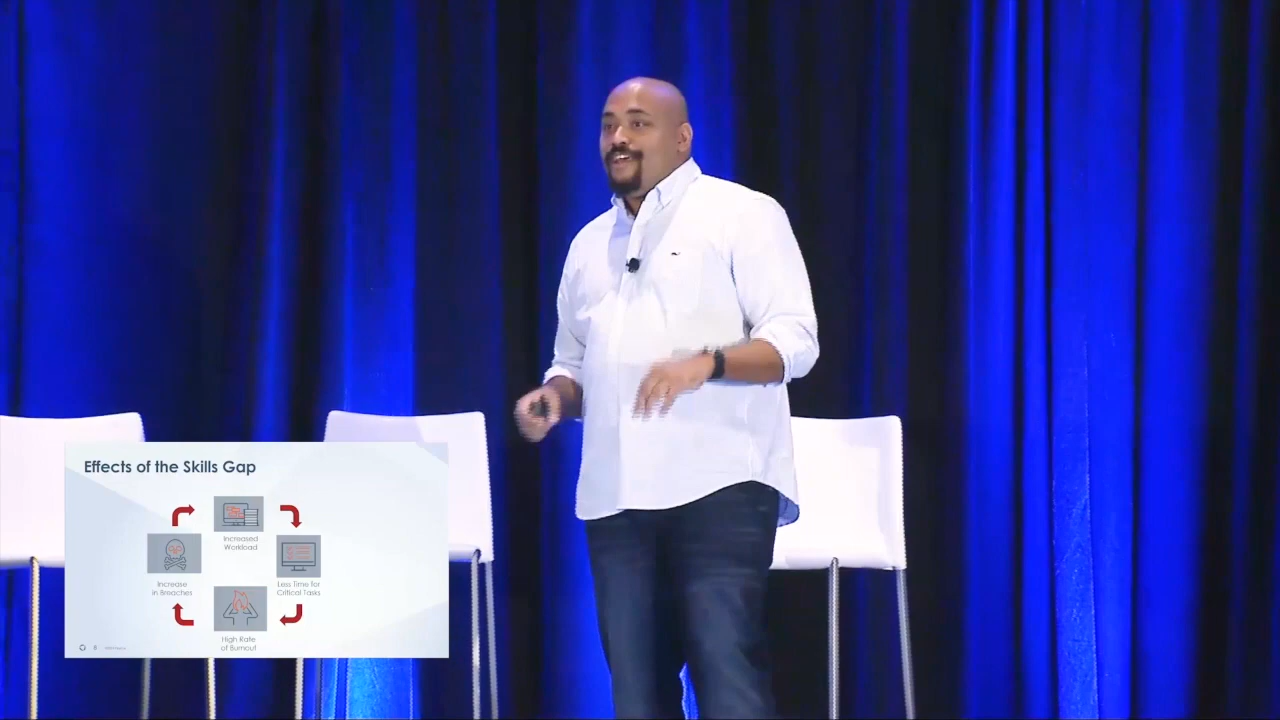 Effects of the Skills Gap
Increased
Workload
Increase
in Breaches
Less Time for
Critical Tasks
High Rate
of Burnout
8